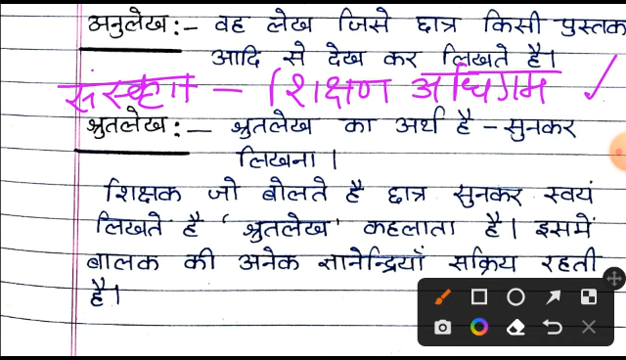 अनुलेख:- वह लेख जिसे छात्र किसी पुस्तक
आदि से देख कर लिखते है।
संस्कृत - शिक्षण अधिगम ✓
श्रुतलेख:- श्रुतलेख का अर्थ है - सुनकर
लिखना।
शिक्षक जो बोलते है छात्र सुनकर स्वयं
लिखते है 'श्रुतलेख' कहलाता है। इसमें
बालक की अनेक ज्ञानेन्द्रियाँ सक्रिय रहती
है।